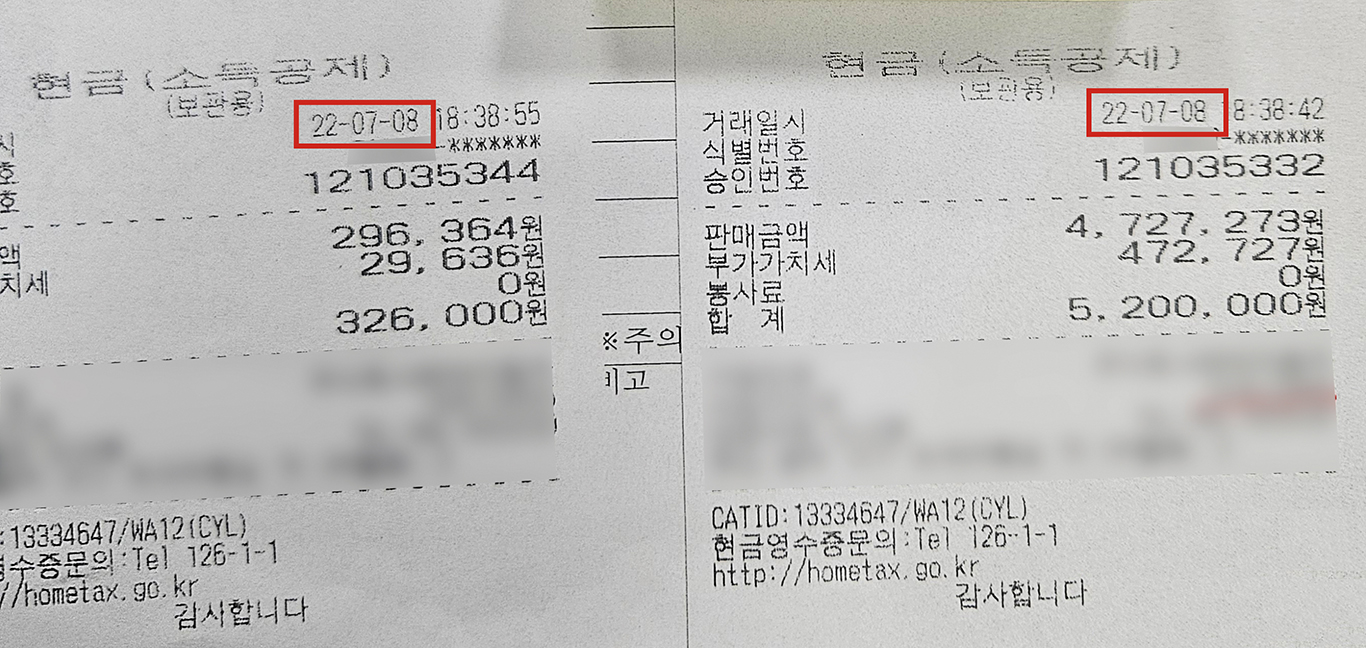 현금(소득공제)
(보관용)
22-07-08 18:38:55
시
-*******
호
121035344
호
296,364원
액
29,636원
치세
0원
326,000원
:13334647/WA12(CYL)
영수증문의:Tel 126-1-1
//hometax.go.kr
감사합니다
※주의
비고
현금(소득공제)
(보관용)
거래일시 22-07-08 18:38:42
식별번호 -*******
승인번호 121035332
판매금액 4,727,273원
부가가치세 472,727원
봉사료 0원
합 계 5,200,000원
CATID:13334647/WA12(CYL)
현금영수증문의:Tel 126-1-1
http://hometax.go.kr
감사합니다